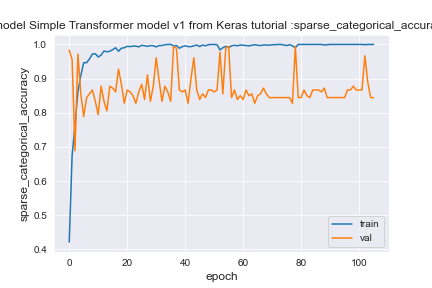 model Simple Transformer model v1 from Keras tutorial :sparse_categorical_accura
1.0
0.9
0.8
0.7
0.6
0.5
0.4
sparse_categorical_accuracy
0
20
40
60
80
100
epoch
train
val